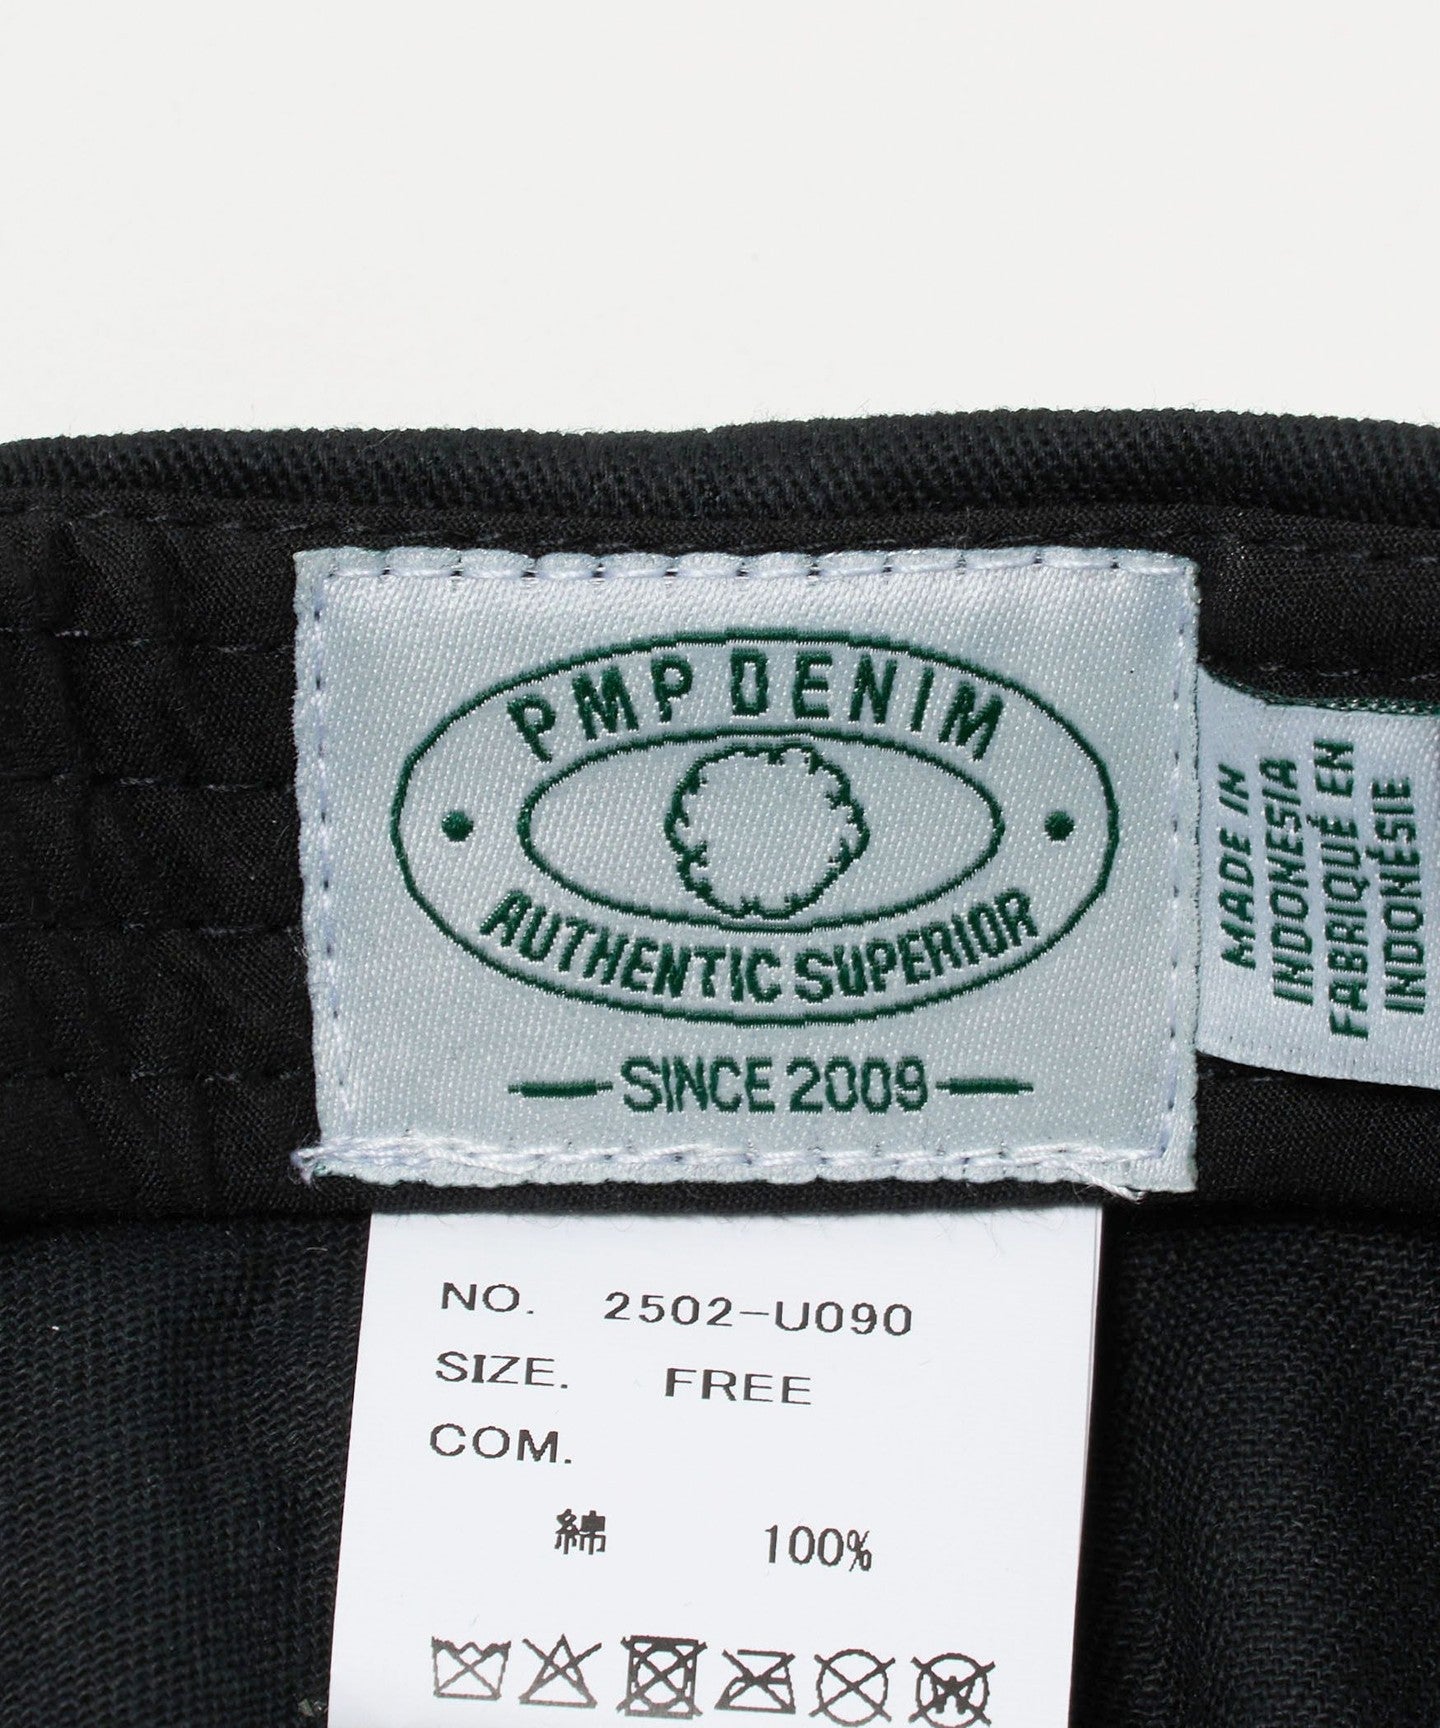 PMP DENIM
AUTHENTIC SUPERIOR
SINCE 2009
MADE IN
INDONESIA
FABRIQUÉ EN
INDONÉSIE
NO. 2502-U090
SIZE. FREE
COM.
綿 100%
W